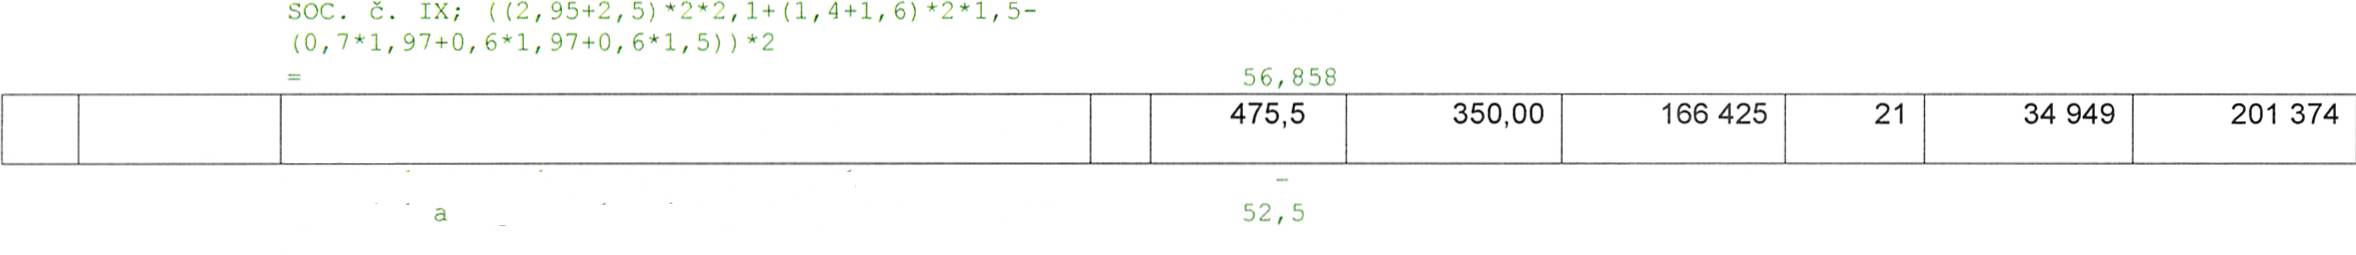 SOC. č. IX; ((2,95+2,5)*2*2,1+(1,4+1,6)*2*1,5-
(0,7*1,97+0,6*1,97+0,6*1,5))*2
= 56,858
475,5 350,00 166 425 21 34 949 201 374
-
a 52,5